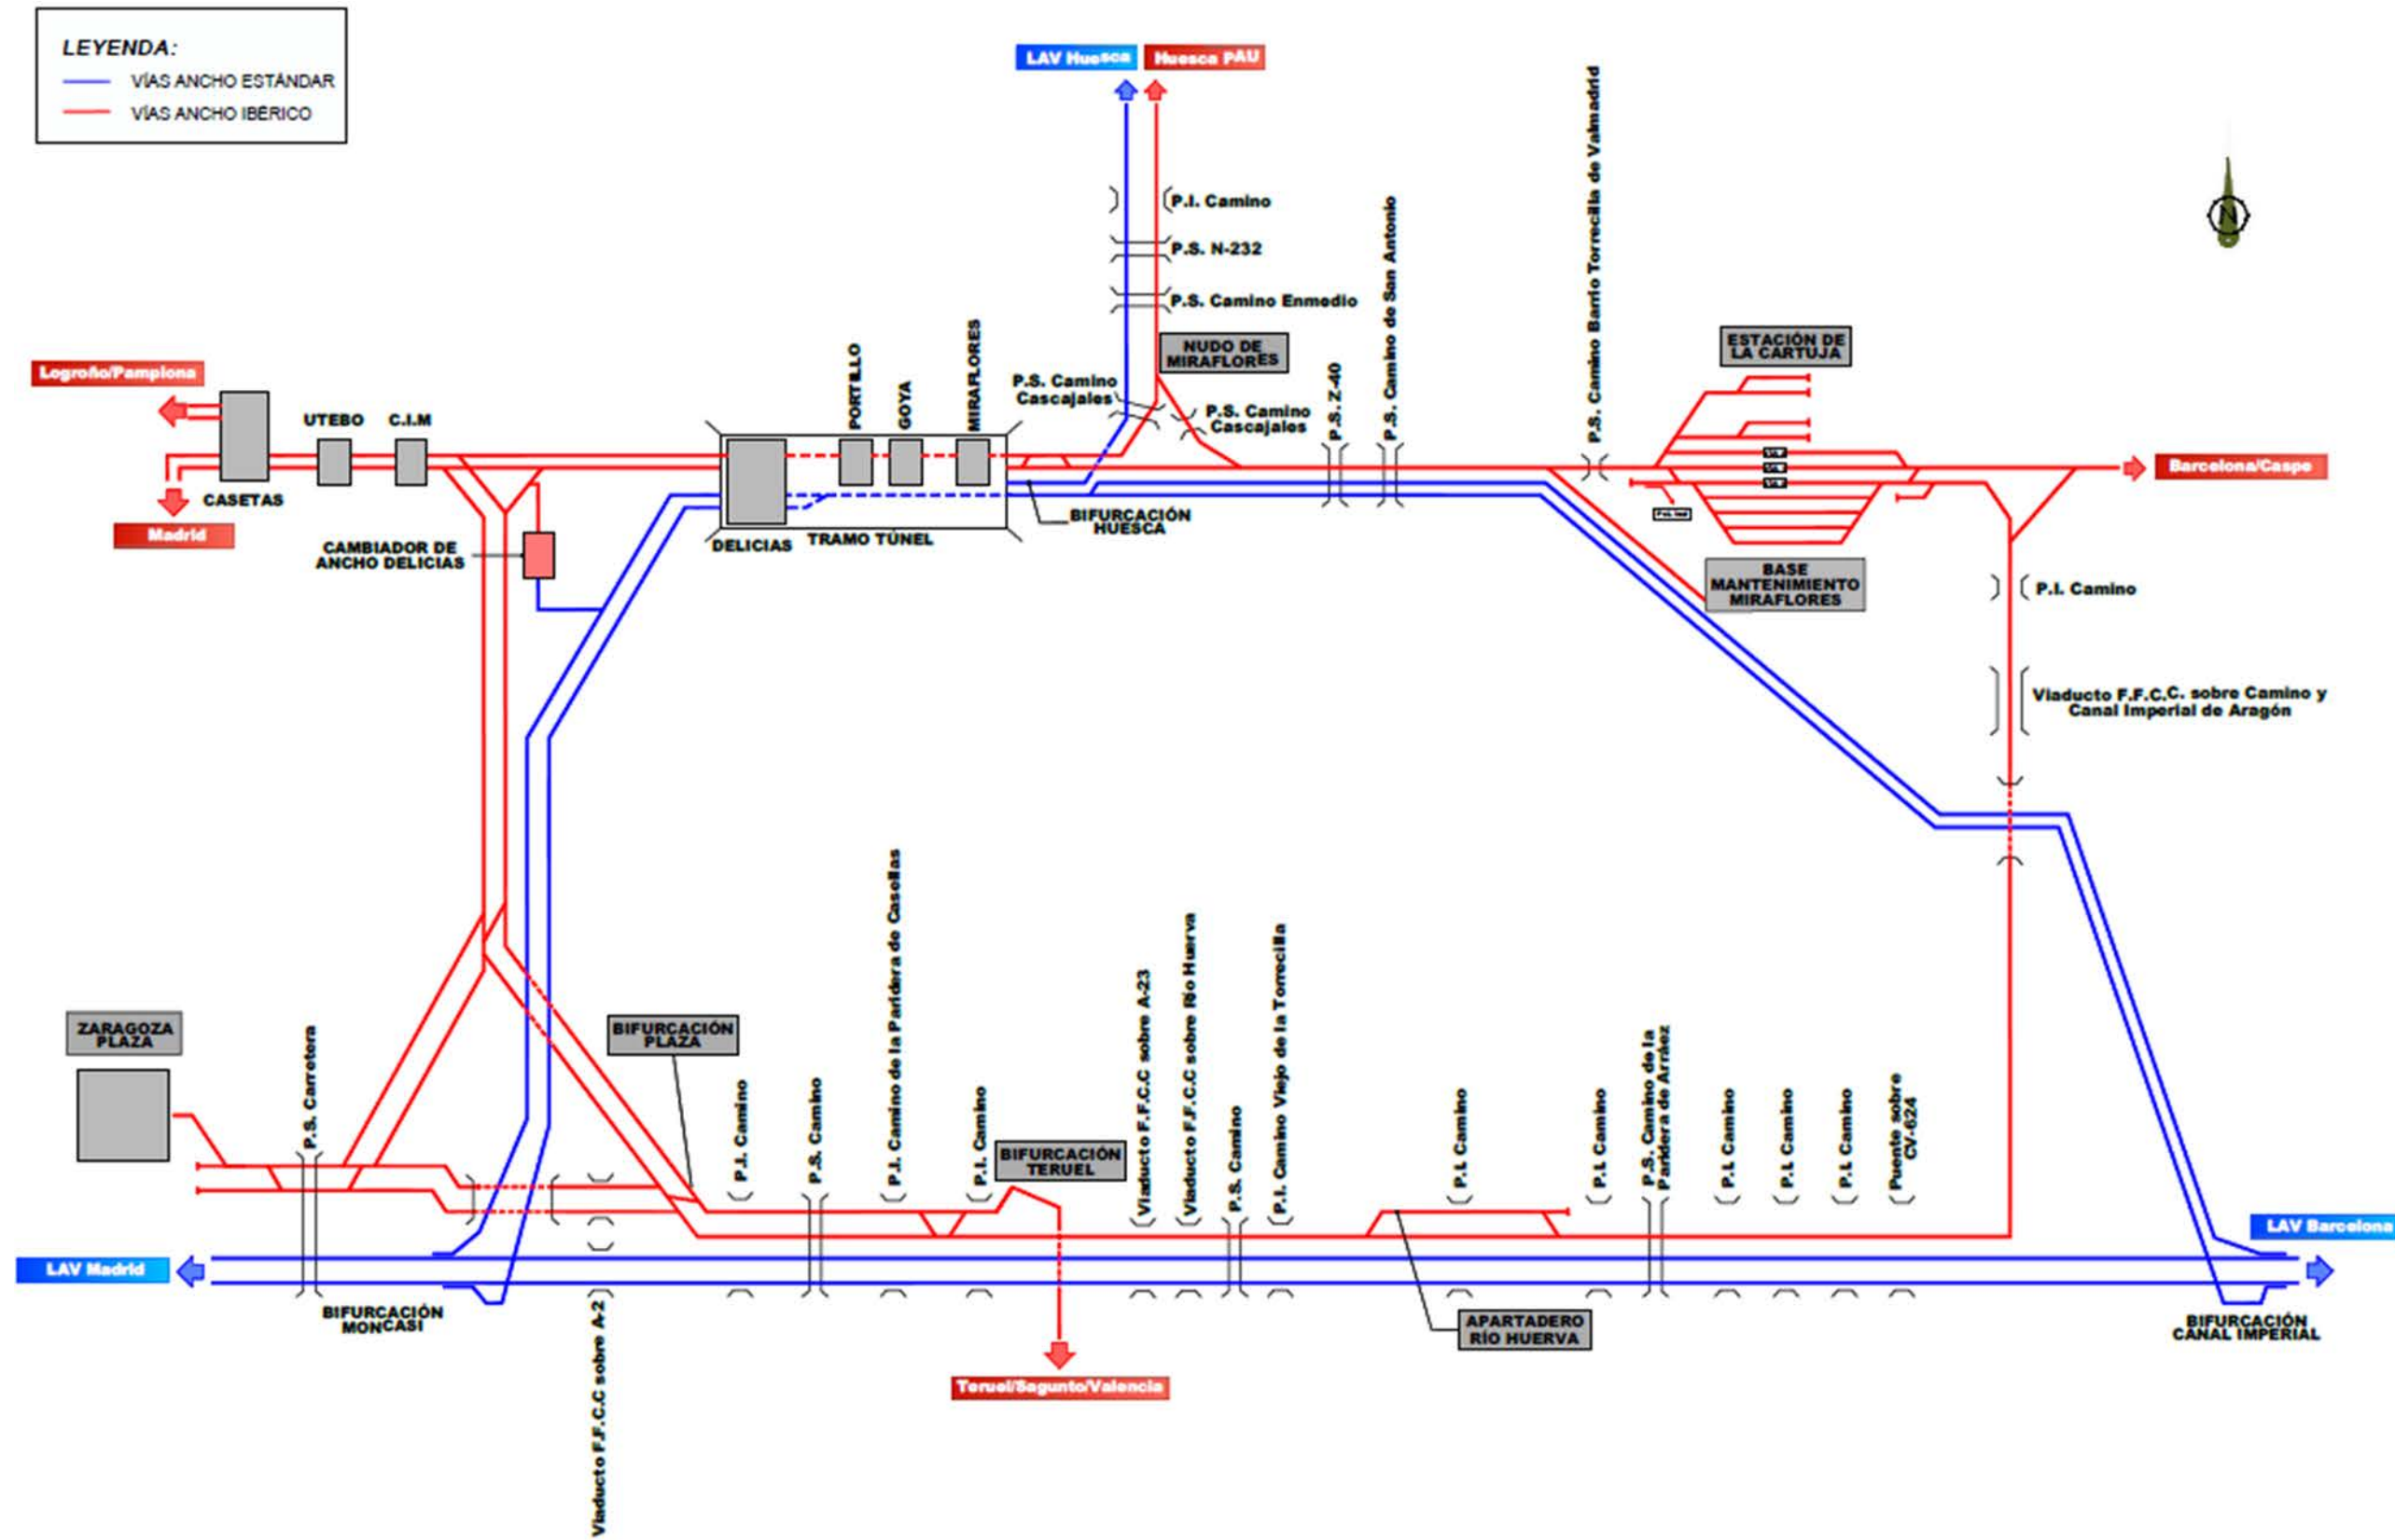 LEYENDA:
VÍAS ANCHO ESTÁNDAR
VÍAS ANCHO IBÉRICO
LAV Huesca
Huesca PAU
P.I. Camino
P.S. N-232
P.S. Camino Enmedio
NUDO DE
MIRAFLORES
P.S. Camino
Cascajales
P.S. Camino
Cascajales
P.S. Z-40
P.S. Camino de San Antonio
P.S. Camino Barrio Torrecilla de Valmadrid
N
ESTACIÓN DE
LA CARTUJA
Logroño/Pamplona
CASETAS
UTEBO
C.I.M
Madrid
CAMBIADOR DE
ANCHO DELICIAS
PORTILLO
GOYA
MIRAFLORES
DELICIAS
TRAMO TÚNEL
BIFURCACIÓN
HUESCA
Barcelona/Caspe
BASE
MANTENIMIENTO
MIRAFLORES
P.I. Camino
Viaducto F.F.C.C. sobre Camino y
Canal Imperial de Aragón
ZARAGOZA
PLAZA
P.S. Carretera
BIFURCACIÓN
PLAZA
P.I. Camino
P.S. Camino
P.I. Camino de la Paridera de Casellas
P.I. Camino
BIFURCACIÓN
TERUEL
Viaducto F.F.C.C sobre A-23
Viaducto F.F.C.C sobre Río Huerva
P.S. Camino
P.I. Camino Viejo de la Torrecilla
P.I. Camino
P.I. Camino
P.S. Camino de la
Paridera de Arráez
P.I. Camino
P.I. Camino
P.I. Camino
Puente sobre
CV-624
LAV Madrid
BIFURCACIÓN
MONCASI
Viaducto F.F.C.C sobre A-2
Teruel/Sagunto/Valencia
APARTADERO
RÍO HUERVA
LAV Barcelona
BIFURCACIÓN
CANAL IMPERIAL